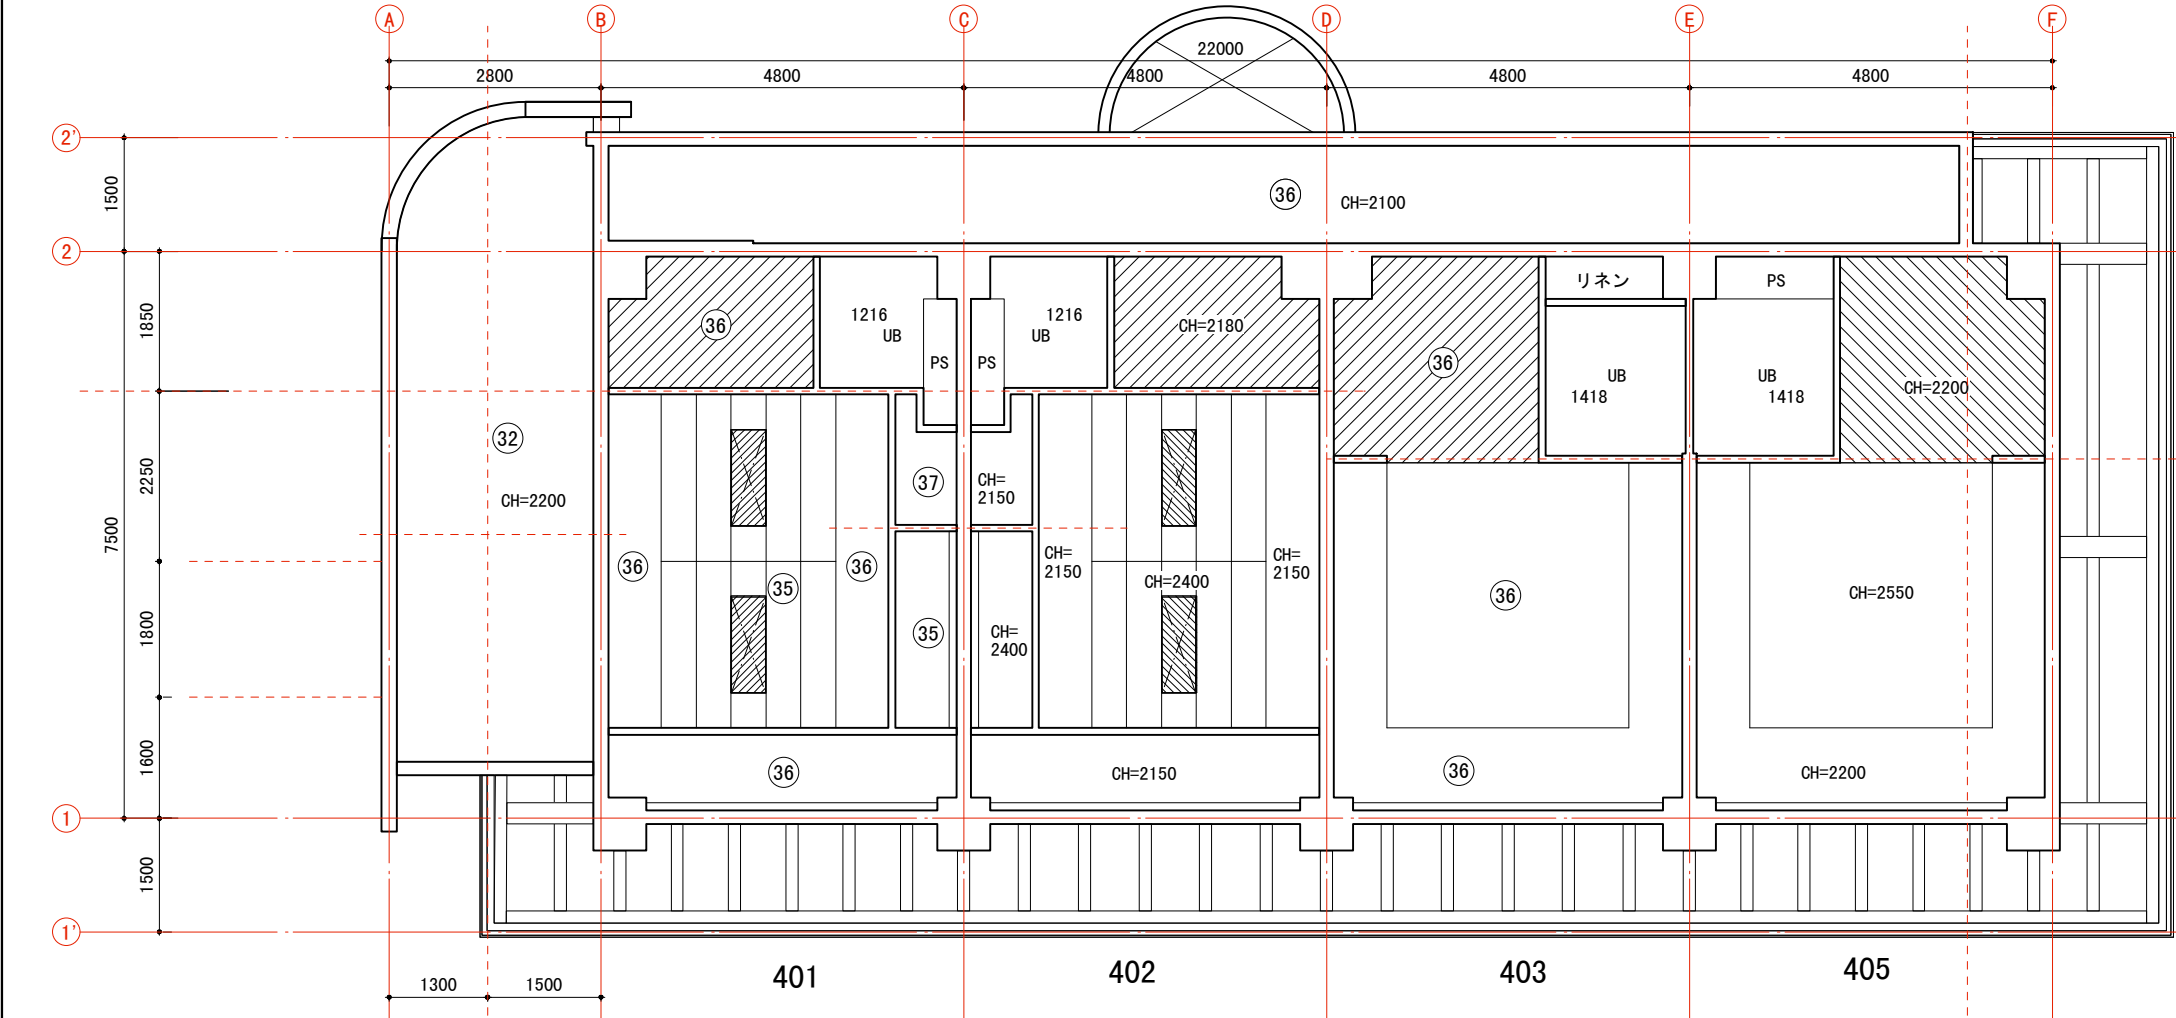 A B C D E F
22000
2800 4800 4800 4800 4800
2'
1500
36 CH=2100
2
リネン PS
1850
36
1216
UB
PS
PS
1216
UB
CH=2180
36
UB
1418
UB
1418
CH=2200
32
CH=2200
2250
7500
37
CH=
2150
36
35
36
35
CH=
2150
CH=2400
CH=
2150
CH=
2400
36
CH=2550
1800
1600
36
CH=2150
36
CH=2200
1
1500
1'
1300 1500
401 402 403 405